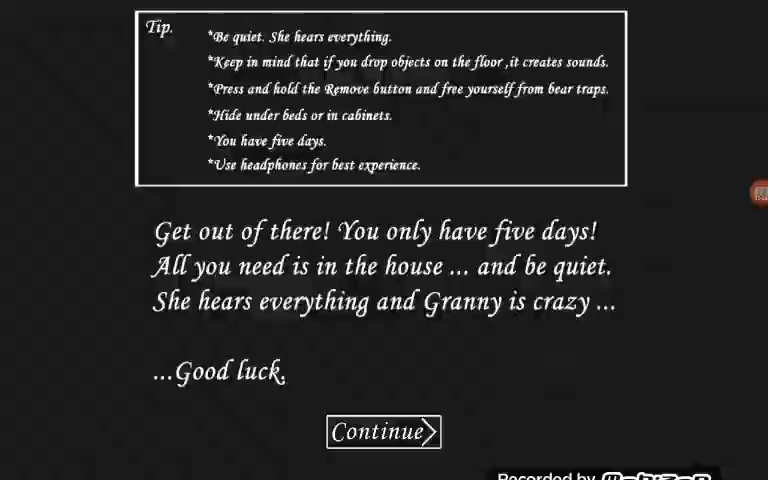 Tip.
*Be quiet. She hears everything.
*Keep in mind that if you drop objects on the floor ,it creates sounds.
*Press and hold the Remove button and free yourself from bear traps.
*Hide under beds or in cabinets.
*You have five days.
*Use headphones for best experience.
Get out of there! You only have five days!
All you need is in the house ... and be quiet.
She hears everything and Granny is crazy ...
...Good luck.
Continue>
Recorded by